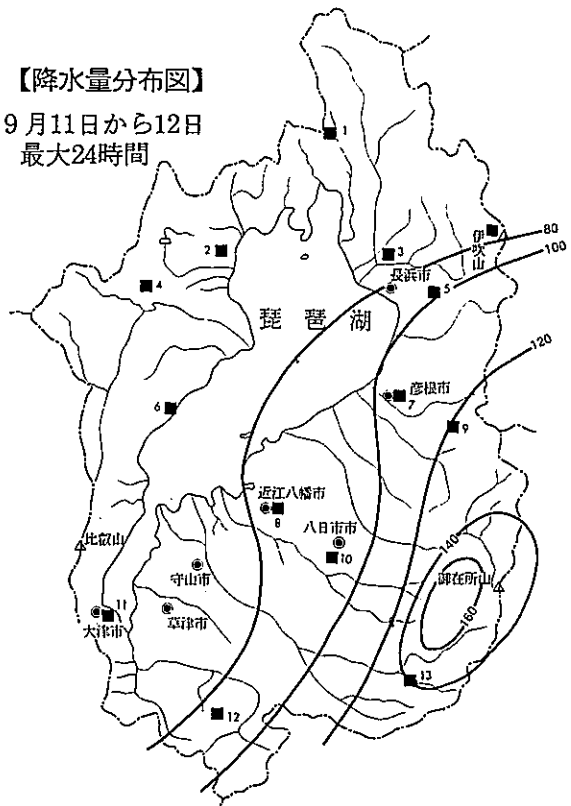 【降水量分布図】
9月11日から12日
最大24時間
1
2
3
伊吹山
80
100
4
長浜市
5
琵琶湖
120
6
彦根市
7
9
近江八幡市
8
八日市市
10
140
比叡山
守山市
御在所山
160
11
大津市
草津市
13
12